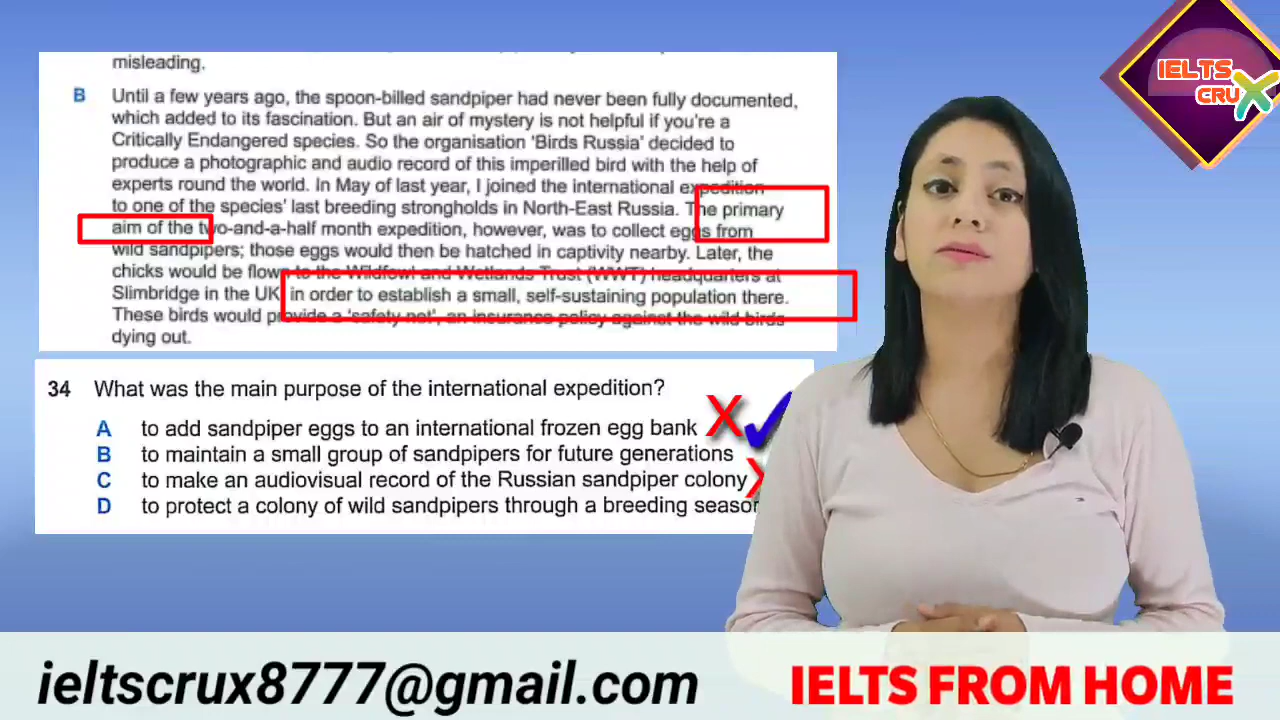 misleading.
B Until a few years ago, the spoon-billed sandpiper had never been fully documented,
which added to its fascination. But an air of mystery is not helpful if you're a
Critically Endangered species. So the organisation 'Birds Russia' decided to
produce a photographic and audio record of this imperilled bird with the help of
experts round the world. In May of last year, I joined the international expedition
to one of the species' last breeding strongholds in North-East Russia. The primary
aim of the two-and-a-half month expedition, however, was to collect eggs from
wild sandpipers; those eggs would then be hatched in captivity nearby. Later, the
chicks would be flown to the Wildfowl and Wetlands Trust (WWT) headquarters at
Slimbridge in the UK, in order to establish a small, self-sustaining population there.
These birds would provide a 'safety net', an insurance policy against the wild birds
dying out.
34 What was the main purpose of the international expedition?
A to add sandpiper eggs to an international frozen egg bank
B to maintain a small group of sandpipers for future generations
C to make an audiovisual record of the Russian sandpiper colony
D to protect a colony of wild sandpipers through a breeding season
IELTS
CRUX
ieltscrux8777@gmail.com
IELTS FROM HOME